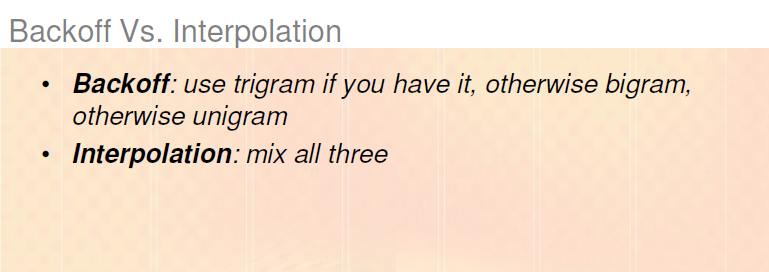 Backoff Vs. Interpolation
• Backoff: use trigram if you have it, otherwise bigram,
otherwise unigram
• Interpolation: mix all three